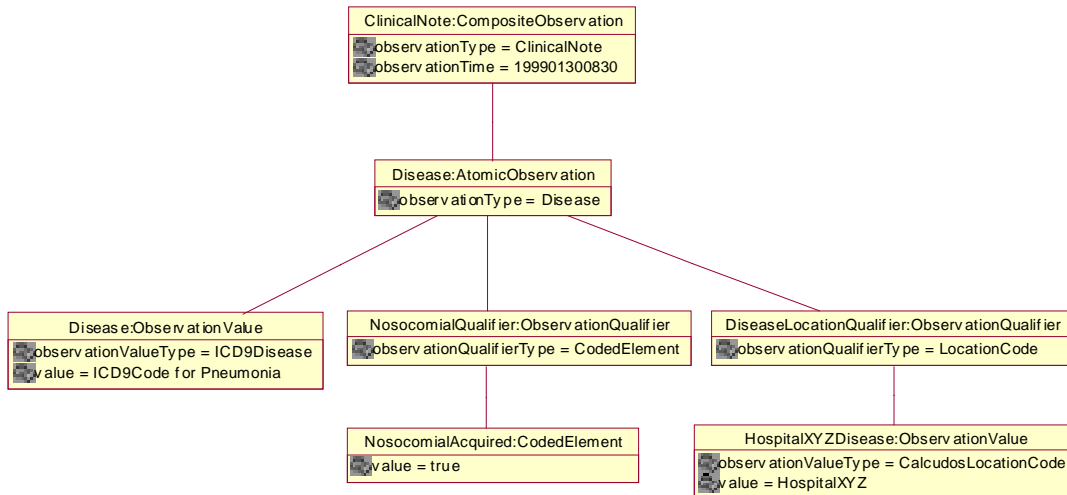 ClinicalNote:CompositeObservation
observationType = ClinicalNote
observationTime = 199901300830
Disease:AtomicObservation
observationType = Disease
Disease:ObservationValue
observationValueType = ICD9Disease
value = ICD9Code for Pneumonia
NosocomialQualifier:ObservationQualifier
observationQualifierType = CodedElement
DiseaseLocationQualifier:ObservationQualifier
observationQualifierType = LocationCode
NosocomialAcquired:CodedElement
value = true
HospitalXYZDisease:ObservationValue
observationValueType = CalcudosLocationCode
value = HospitalXYZ